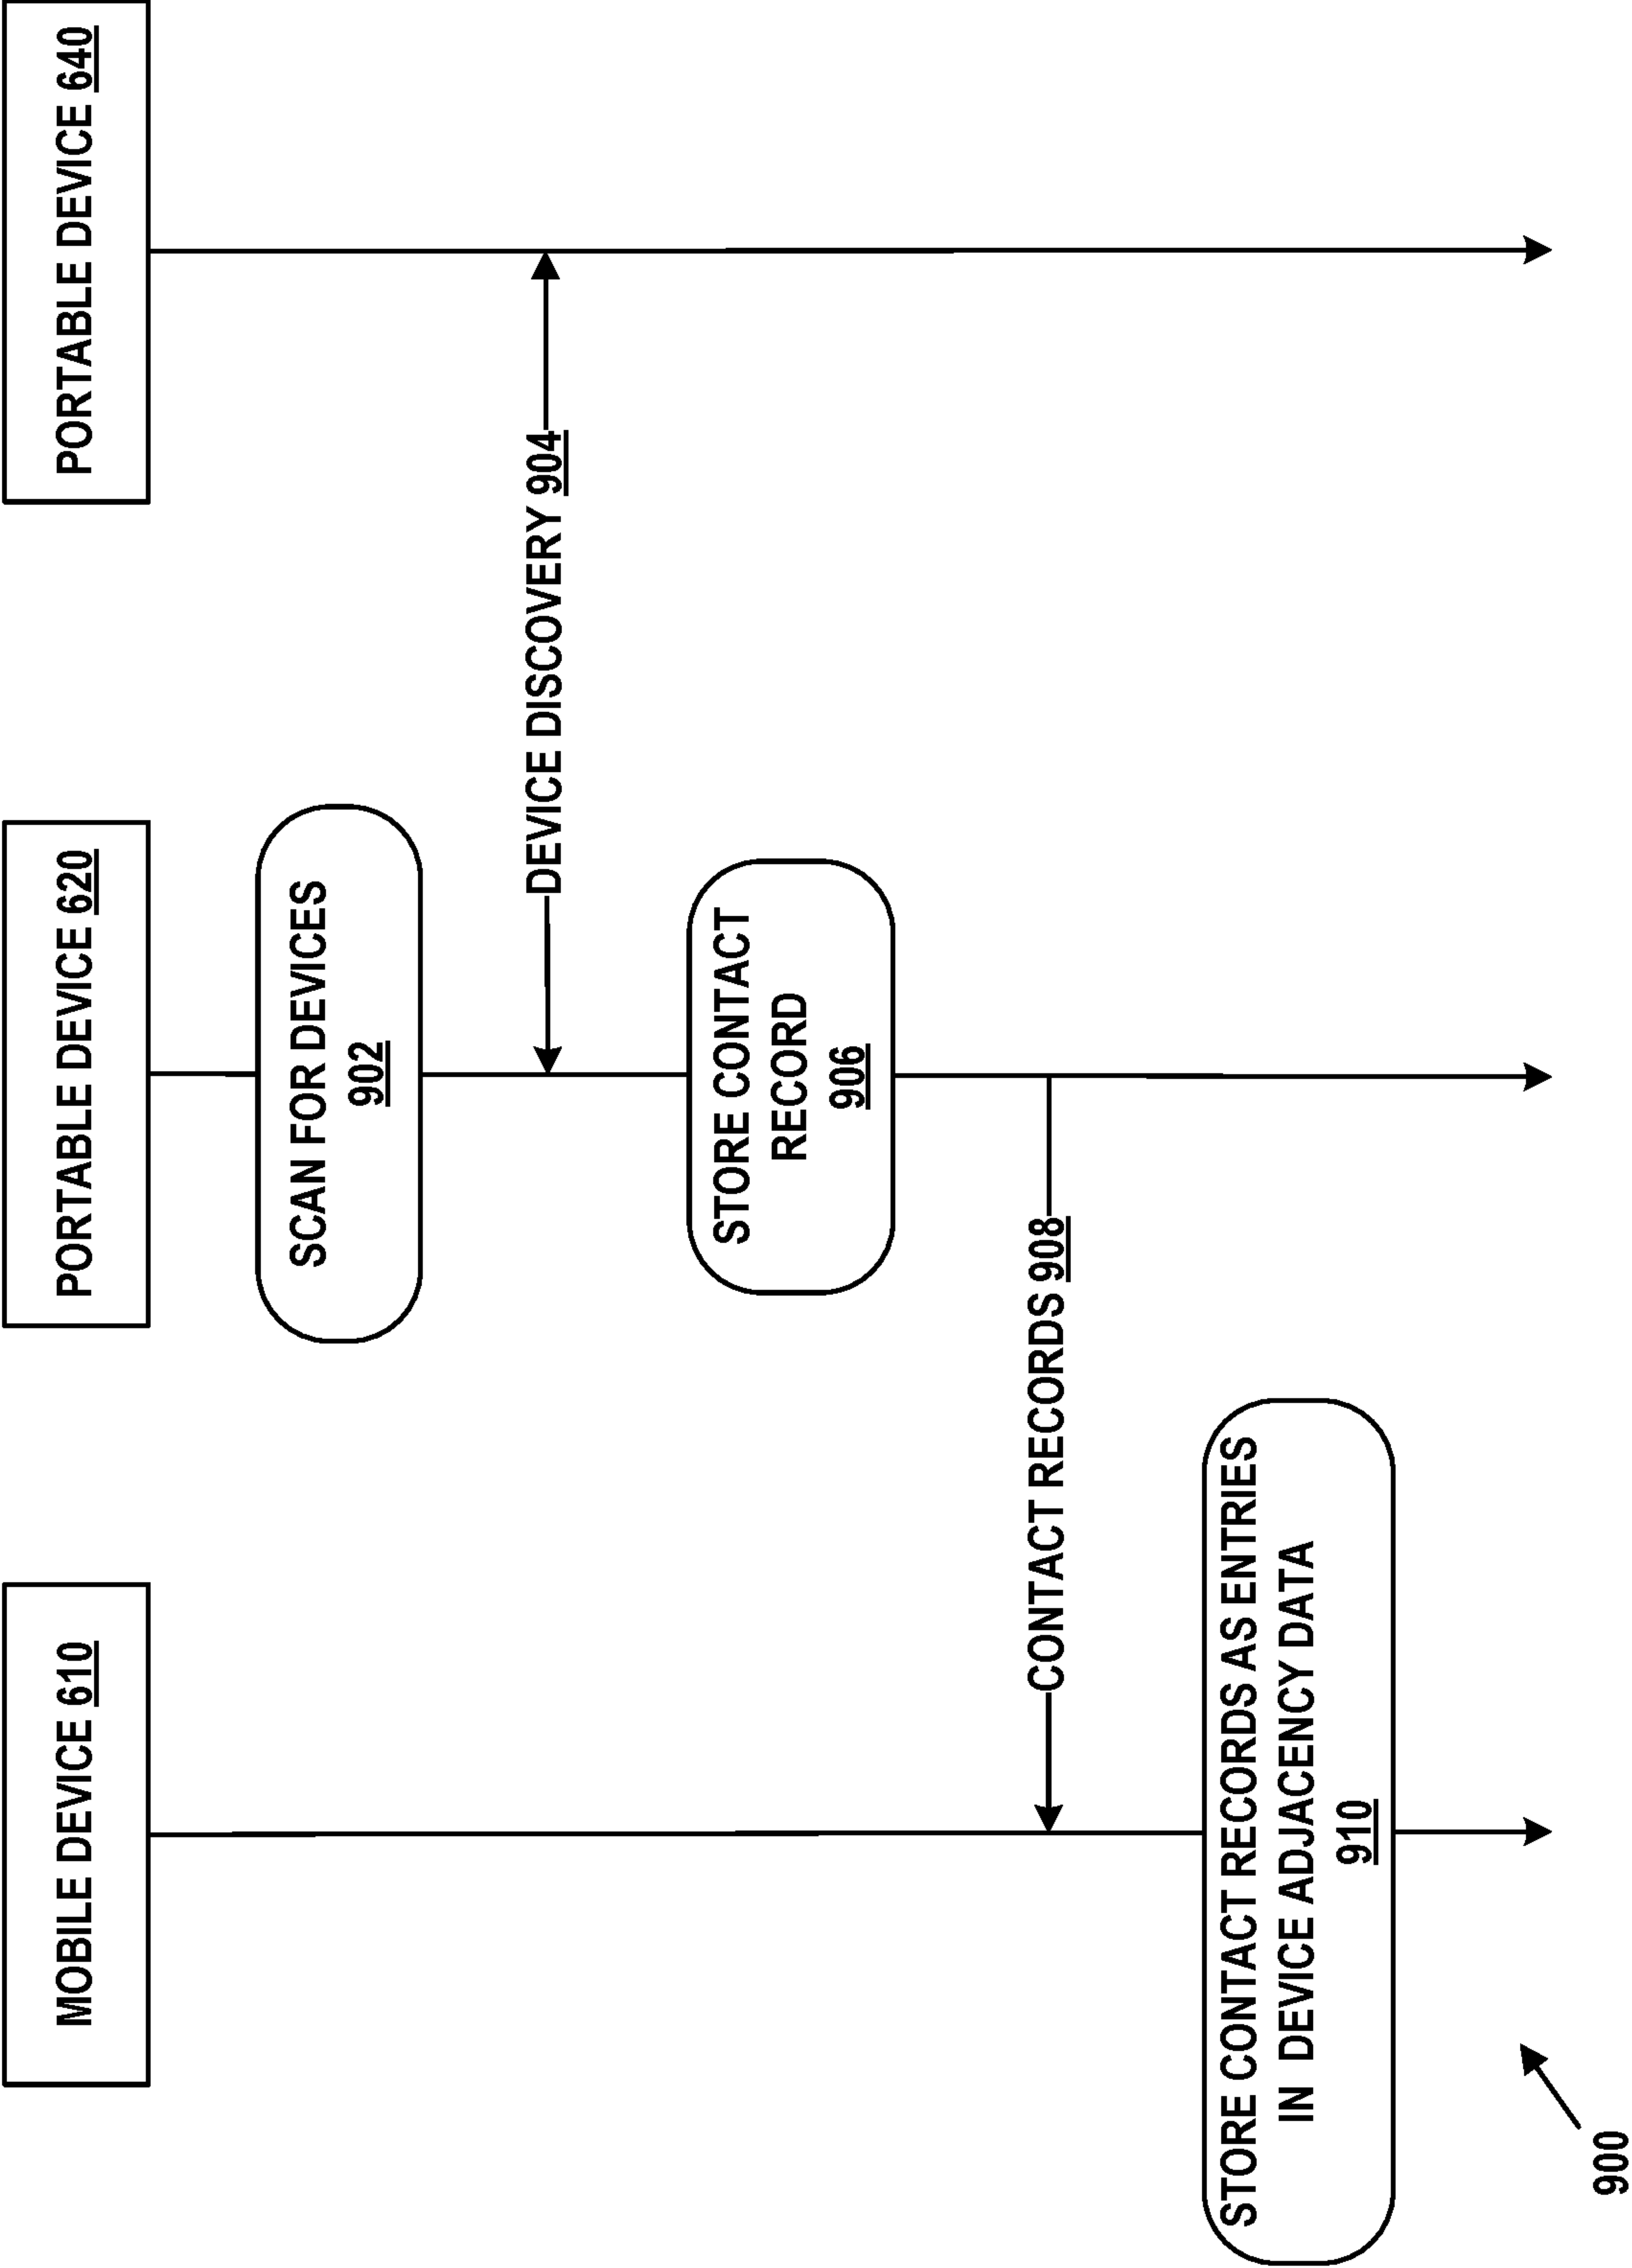 MOBILE DEVICE 610
PORTABLE DEVICE 620
PORTABLE DEVICE 640
SCAN FOR DEVICES
902
DEVICE DISCOVERY 904
STORE CONTACT
RECORD
906
CONTACT RECORDS 908
STORE CONTACT RECORDS AS ENTRIES
IN DEVICE ADJACENCY DATA
910
900